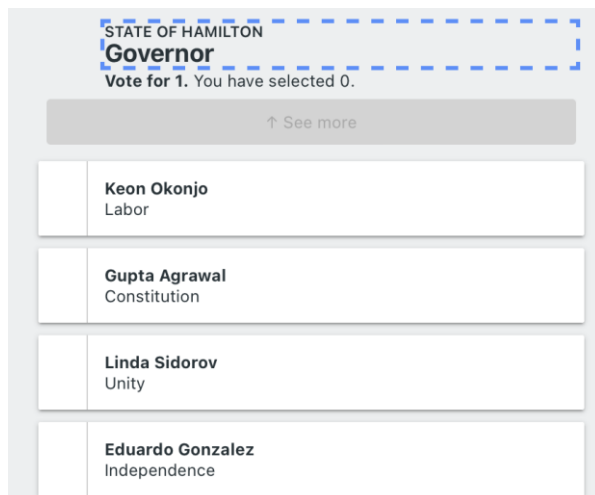 STATE OF HAMILTON
Governor
Vote for 1. You have selected 0.
↑ See more
Keon Okonjo
Labor
Gupta Agrawal
Constitution
Linda Sidorov
Unity
Eduardo Gonzalez
Independence